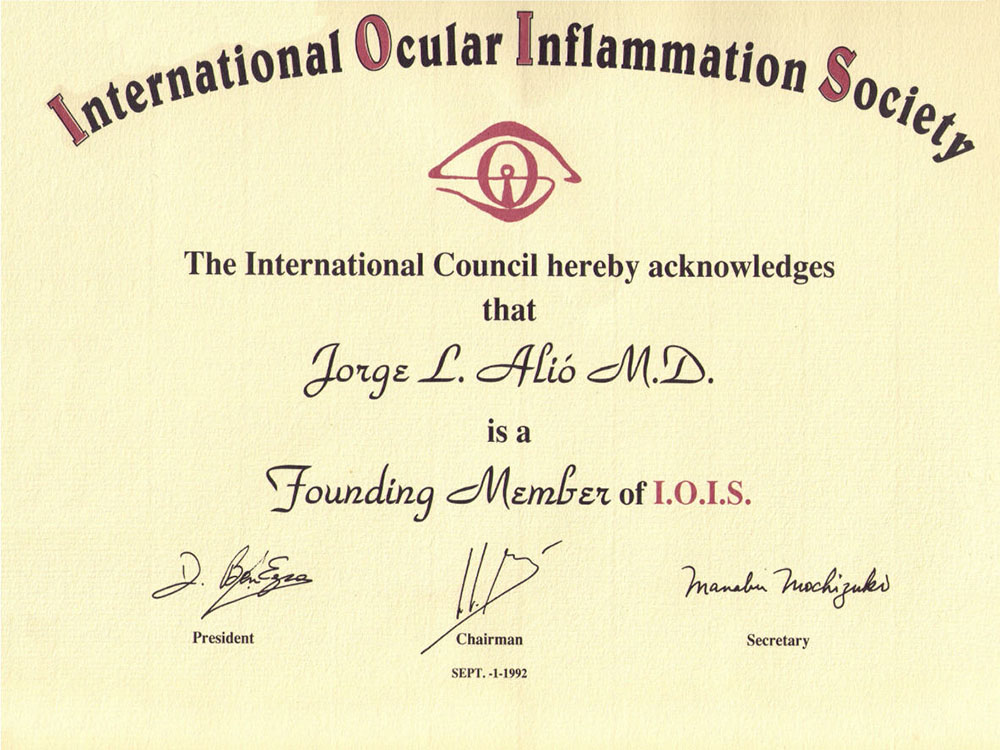 International Ocular Inflammation Society
The International Council hereby acknowledges
that
Jorge L. Alió M.D.
is a
Founding Member of I.O.I.S.
D. BenEzra
Manabu Mochizuki
President
Chairman
Secretary
SEPT. -1-1992